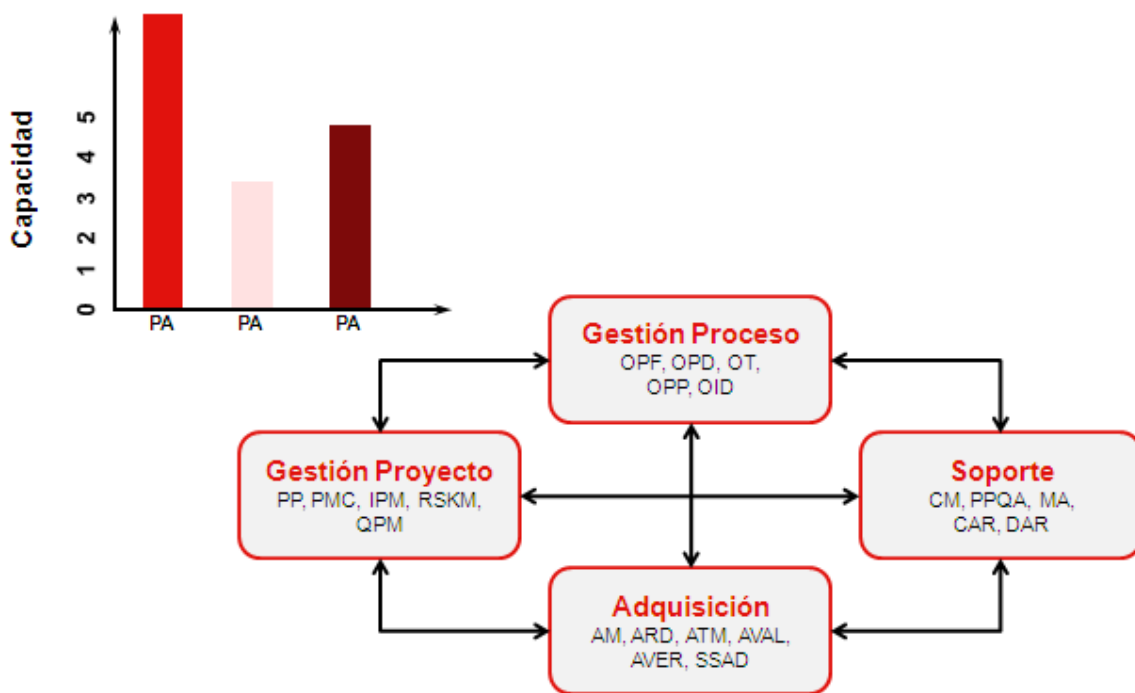 Capacidad
5
4
3
2
1
0
PA PA PA
Gestión Proceso
OPF, OPD, OT,
OPP, OID
Gestión Proyecto
PP, PMC, IPM, RSKM,
QPM
Soporte
CM, PPQA, MA,
CAR, DAR
Adquisición
AM, ARD, ATM, AVAL,
AVER, SSAD